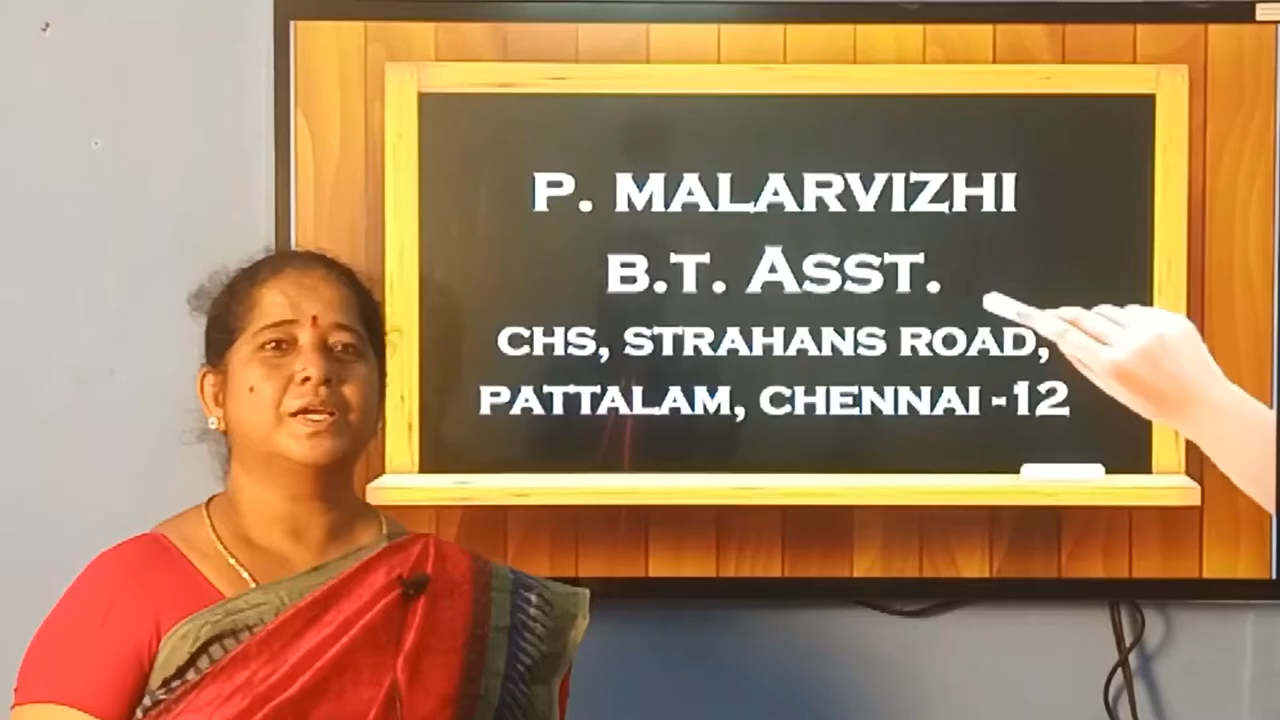 P. MALARVIZHI
B.T. ASST.
CHS, STRAHANS ROAD,
PATTALAM, CHENNAI -12